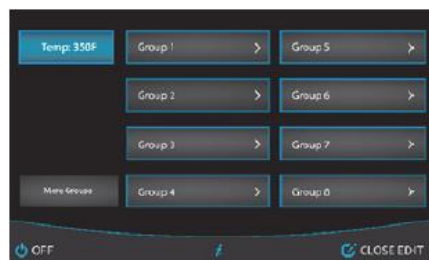 Temp: 350F
Group 1
Group 2
Group 3
Group 4
Group 5
Group 6
Group 7
Group 8
More Groups
OFF
i
CLOSE EDIT